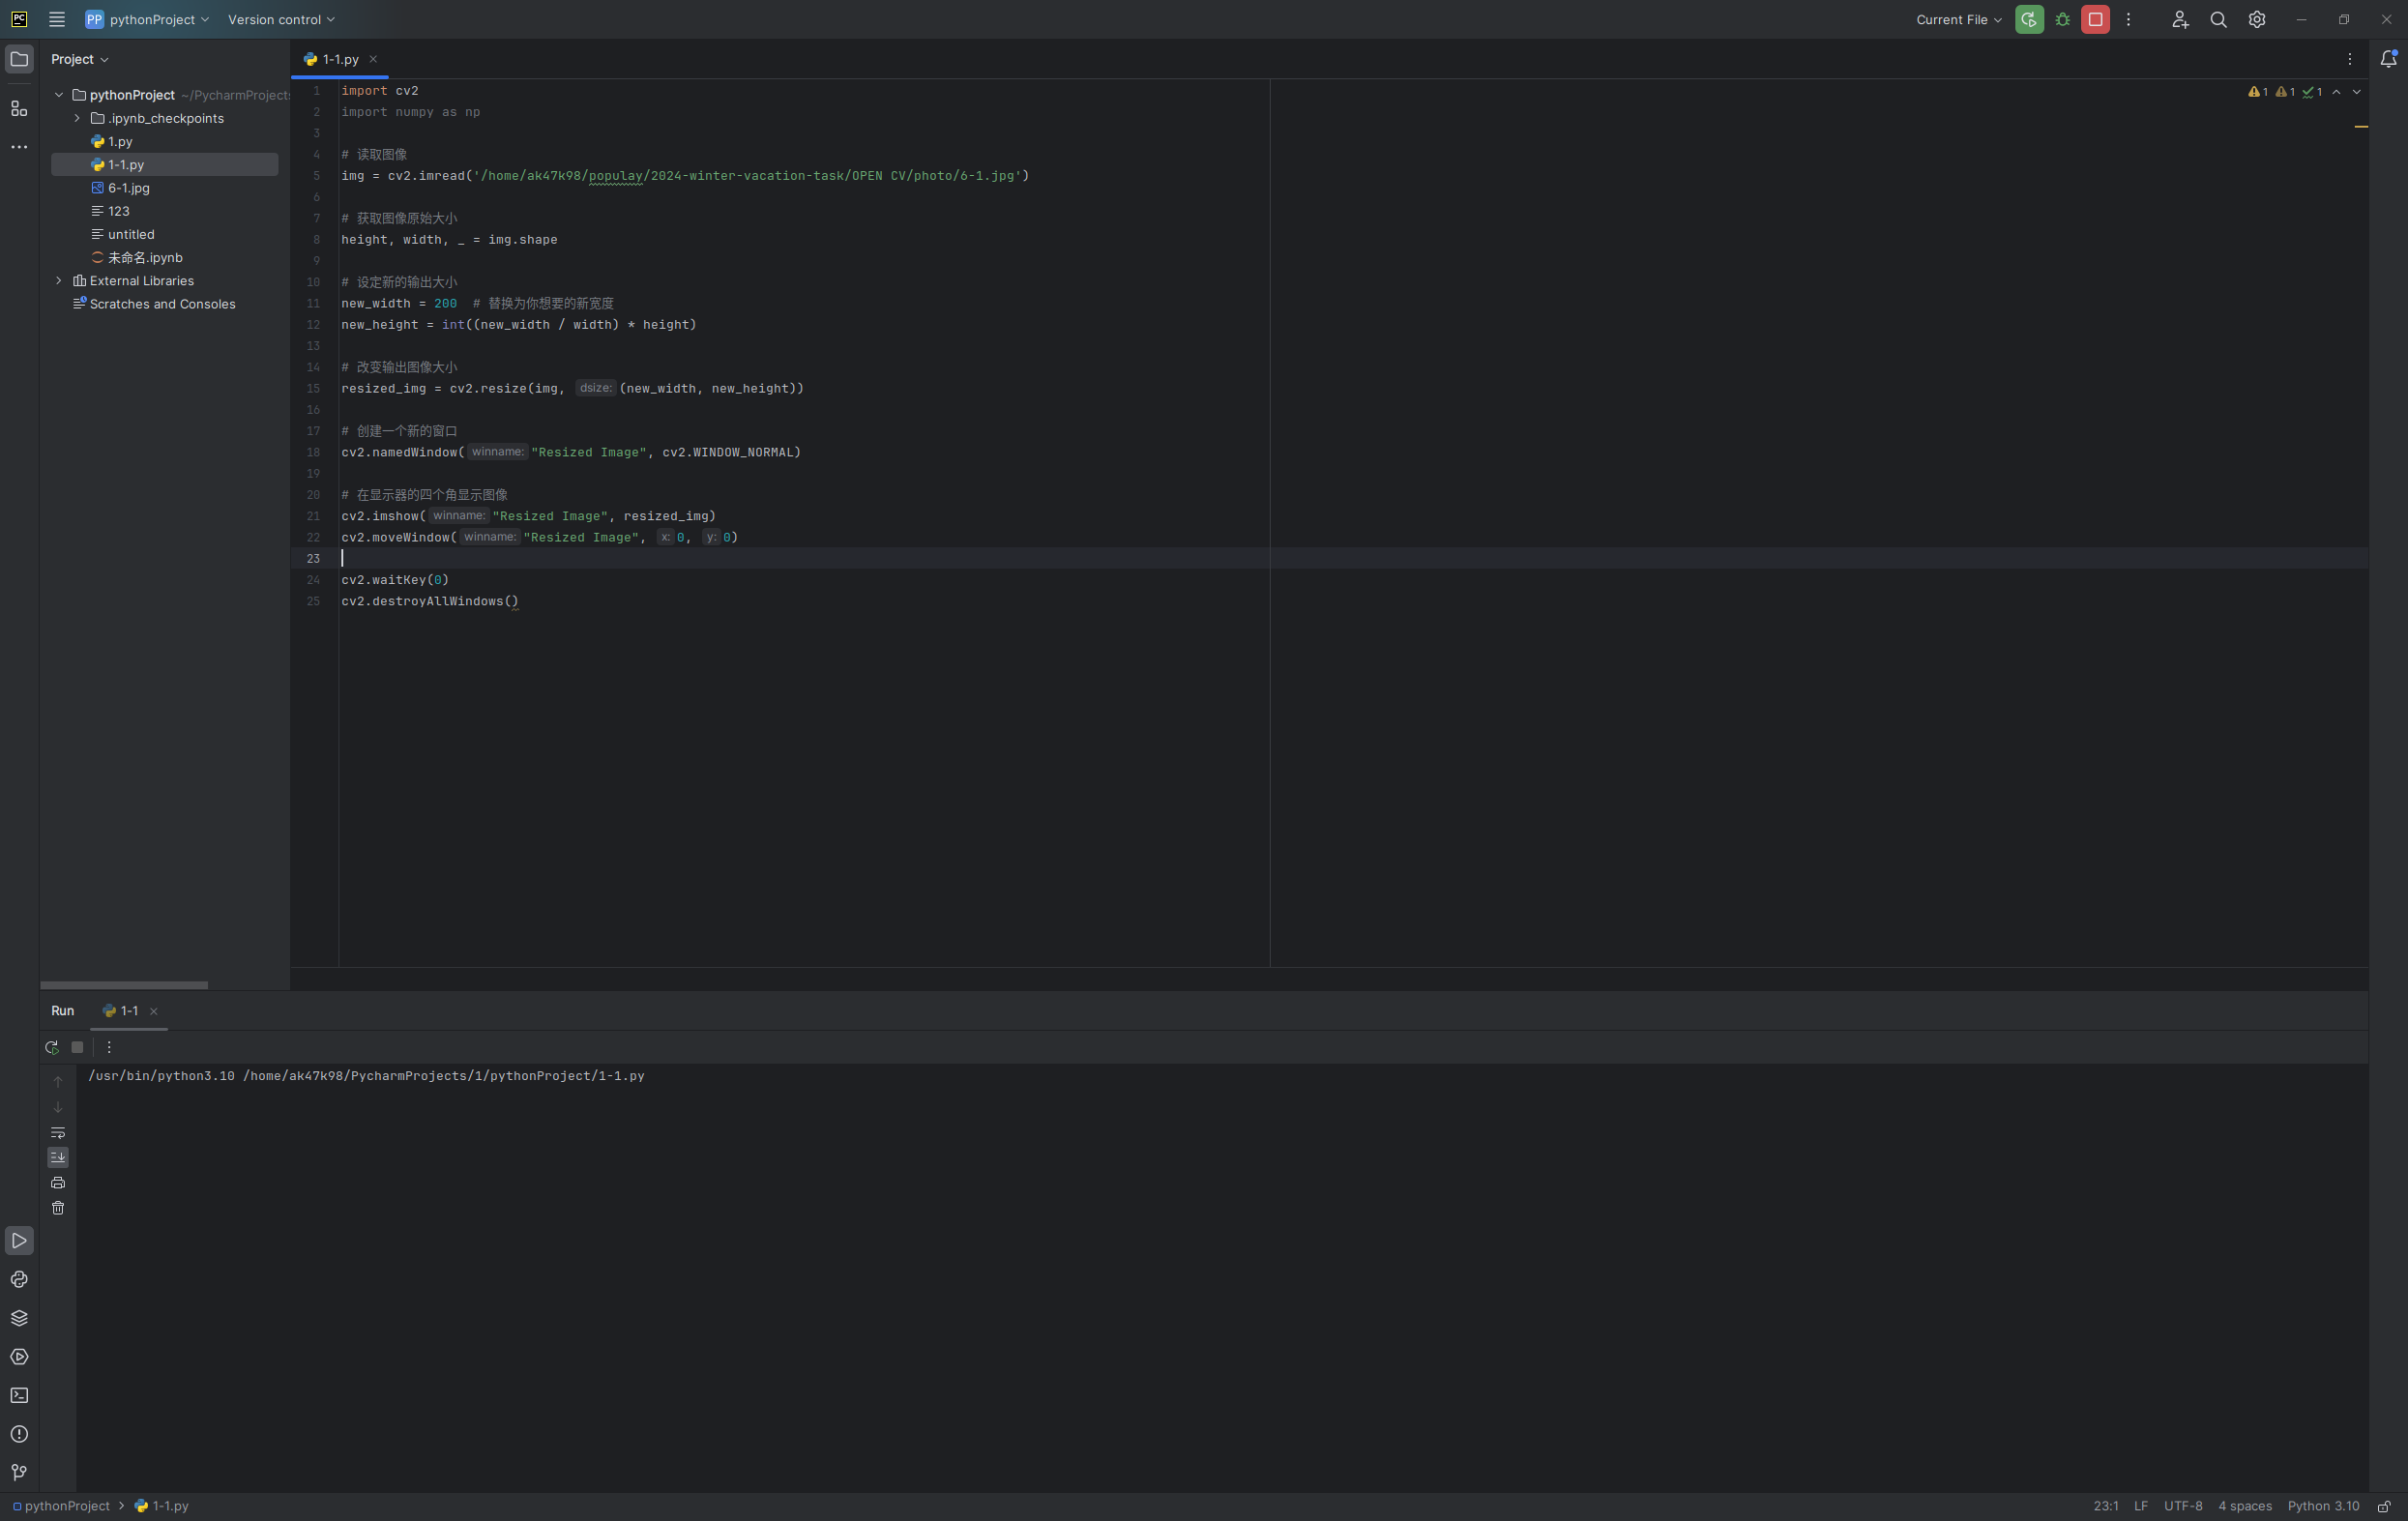 PC PP pythonProject Version control Current File
Project
1-1.py
pythonProject ~/PycharmProjects
.ipynb_checkpoints
1.py
1-1.py
6-1.jpg
123
untitled
未命名.ipynb
External Libraries
Scratches and Consoles
1 1 1
1 import cv2
2 import numpy as np
3
4 # 读取图像
5 img = cv2.imread('/home/ak47k98/populay/2024-winter-vacation-task/OPEN CV/photo/6-1.jpg')
6
7 # 获取图像原始大小
8 height, width, _ = img.shape
9
10 # 设定新的输出大小
11 new_width = 200  # 替换为你想要的新宽度
12 new_height = int((new_width / width) * height)
13
14 # 改变输出图像大小
15 resized_img = cv2.resize(img, dsize: (new_width, new_height))
16
17 # 创建一个新的窗口
18 cv2.namedWindow( winname: "Resized Image", cv2.WINDOW_NORMAL)
19
20 # 在显示器的四个角显示图像
21 cv2.imshow( winname: "Resized Image", resized_img)
22 cv2.moveWindow( winname: "Resized Image", x: 0, y: 0)
23
24 cv2.waitKey(0)
25 cv2.destroyAllWindows()
Run 1-1
/usr/bin/python3.10 /home/ak47k98/PycharmProjects/1/pythonProject/1-1.py
pythonProject 1-1.py 23:1 LF UTF-8 4 spaces Python 3.10